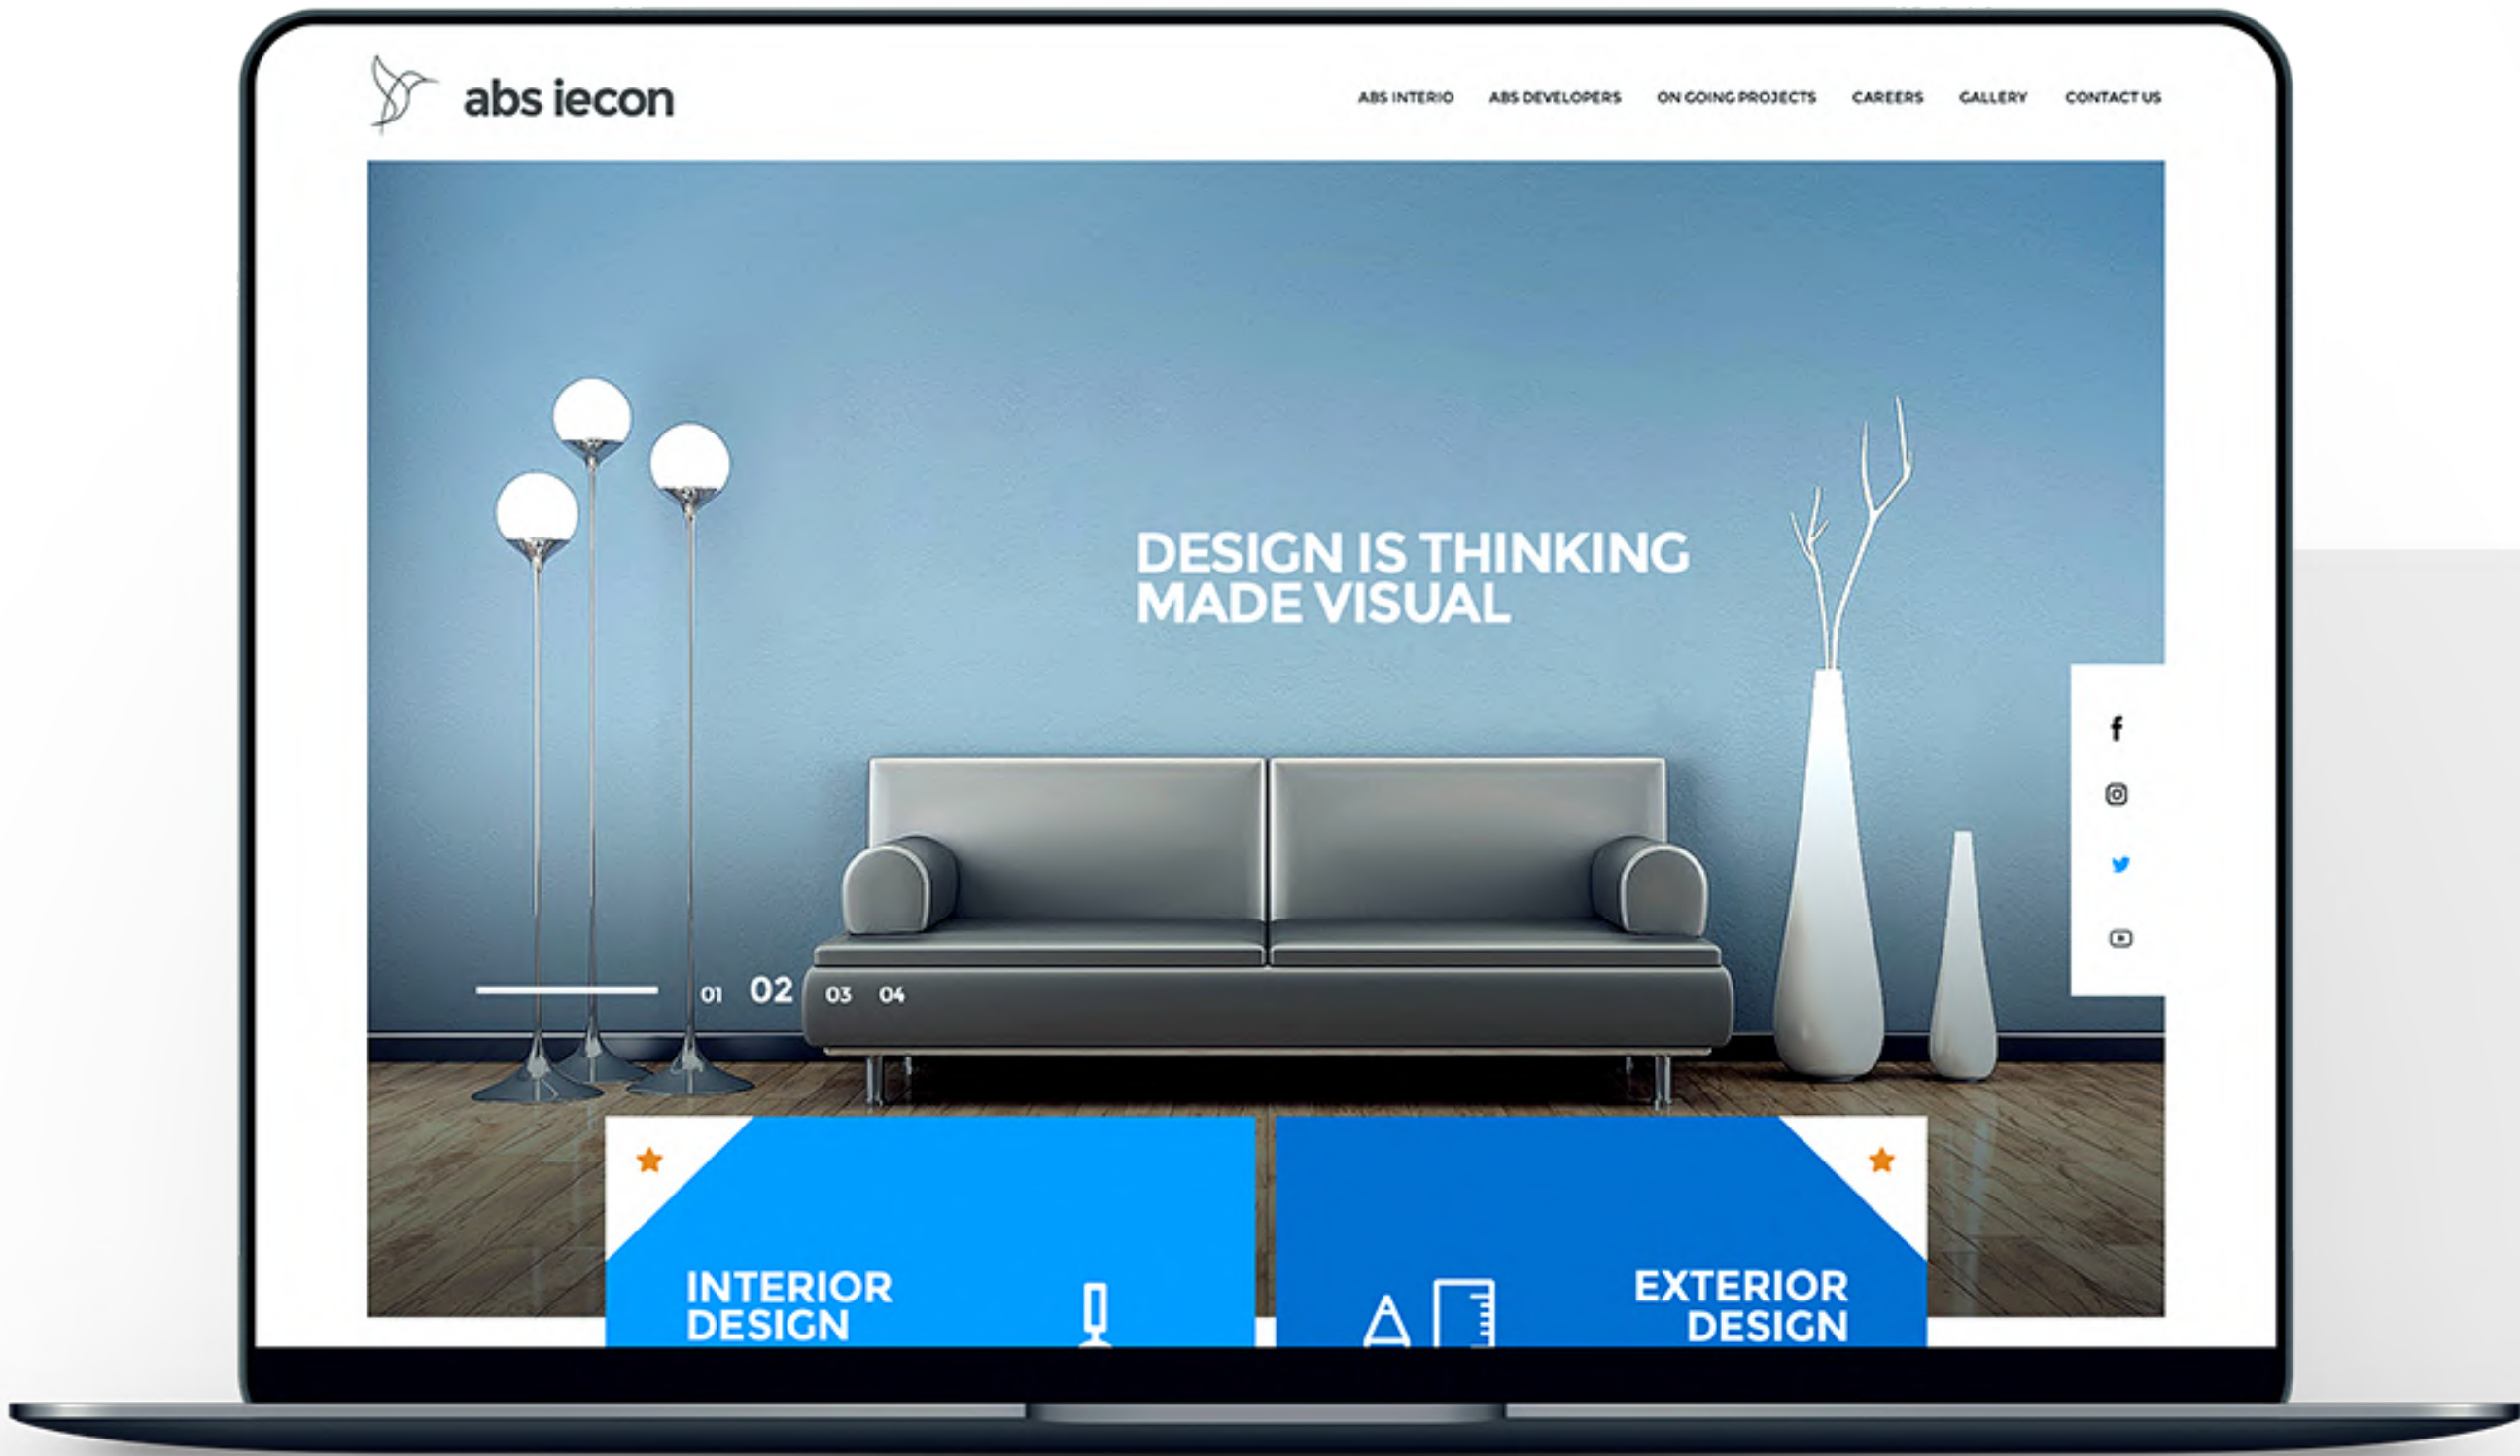 abs iecon
ABS INTERIO ABS DEVELOPERS ON GOING PROJECTS CAREERS GALLERY CONTACT US
DESIGN IS THINKING
MADE VISUAL
01 02 03 04
INTERIOR
DESIGN
EXTERIOR
DESIGN